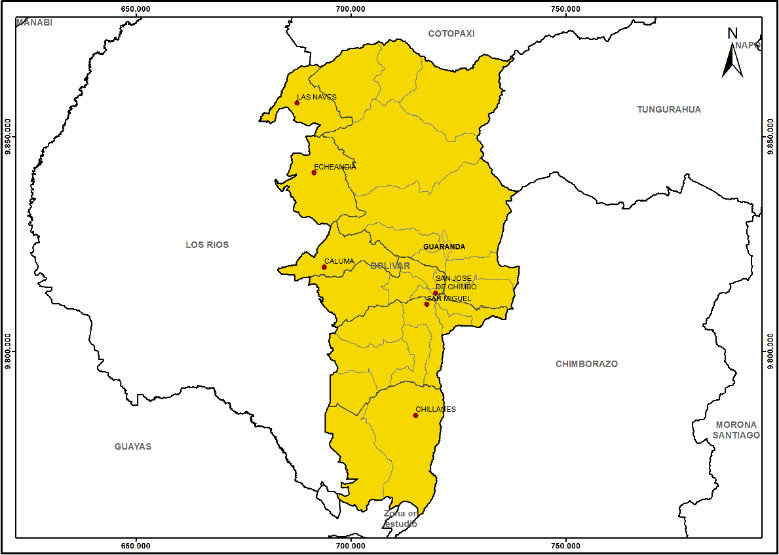 650.000
700.000
750.000
MANABI
COTOPAXI
N
NAPO
LAS NAVES
TUNGURAHUA
9.850.000
9.850.000
ECHEANDIA
LOS RIOS
GUARANDA
CALUMA
BOLIVAR
SAN JOSE
DE CHIMBO
SAN MIGUEL
9.800.000
9.800.000
CHIMBORAZO
CHILLANES
MORONA
SANTIAGO
GUAYAS
Zona en
estudio
650.000
700.000
750.000